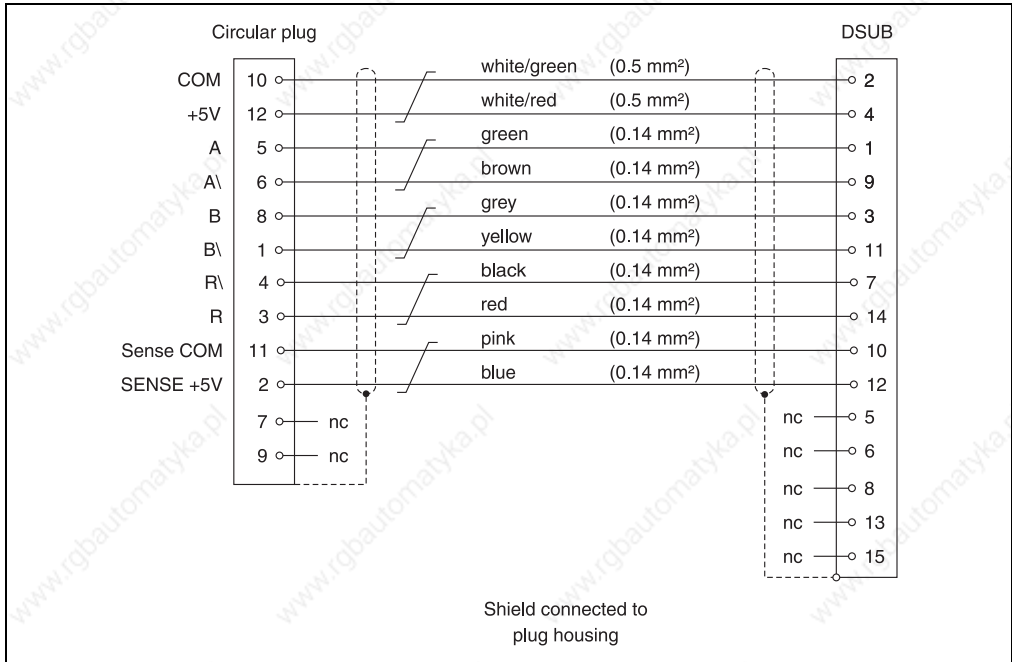 Circular plug DSUB
COM 10 white/green (0.5 mm²) 2
+5V 12 white/red (0.5 mm²) 4
A 5 green (0.14 mm²) 1
A\ 6 brown (0.14 mm²) 9
B 8 grey (0.14 mm²) 3
B\ 1 yellow (0.14 mm²) 11
R\ 4 black (0.14 mm²) 7
R 3 red (0.14 mm²) 14
Sense COM 11 pink (0.14 mm²) 10
SENSE +5V 2 blue (0.14 mm²) 12
7 nc nc 5
9 nc nc 6
nc 8
nc 13
nc 15
Shield connected to
plug housing
www.rgbautomatyka.pl